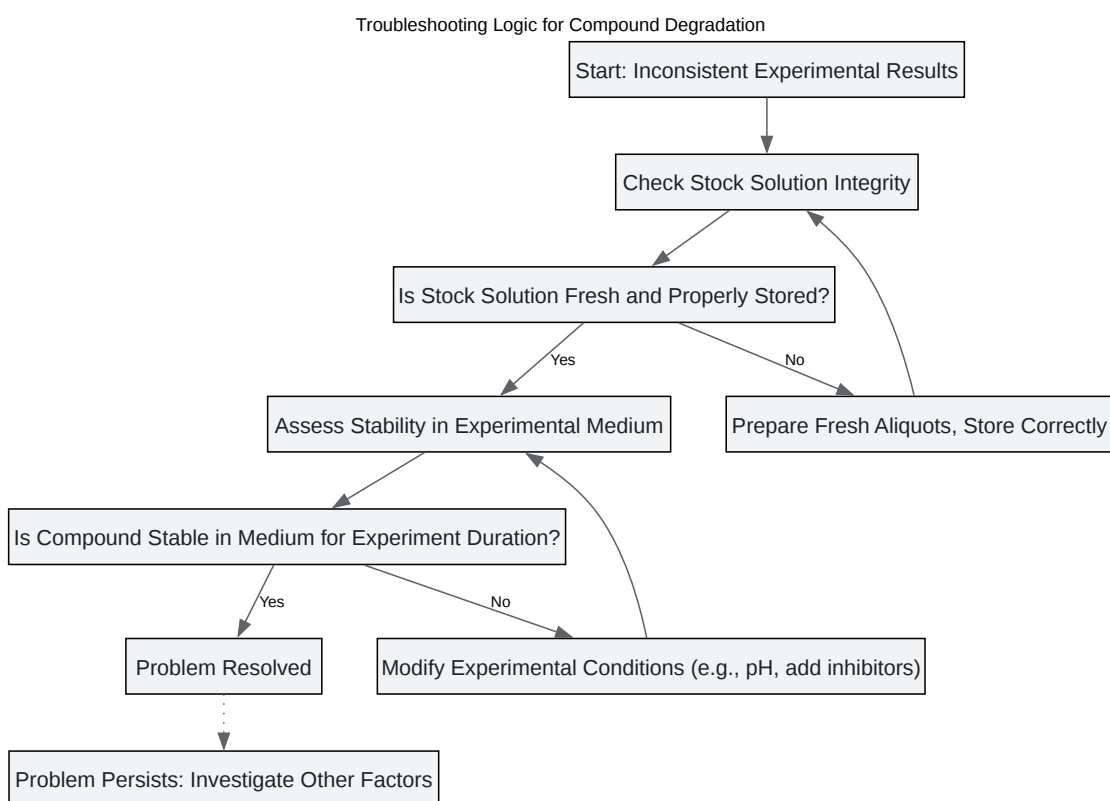 Troubleshooting Logic for Compound Degradation
Start: Inconsistent Experimental Results
Check Stock Solution Integrity
Is Stock Solution Fresh and Properly Stored?
Yes
No
Assess Stability in Experimental Medium
Prepare Fresh Aliquots, Store Correctly
Is Compound Stable in Medium for Experiment Duration?
Yes
No
Problem Resolved
Modify Experimental Conditions (e.g., pH, add inhibitors)
Problem Persists: Investigate Other Factors